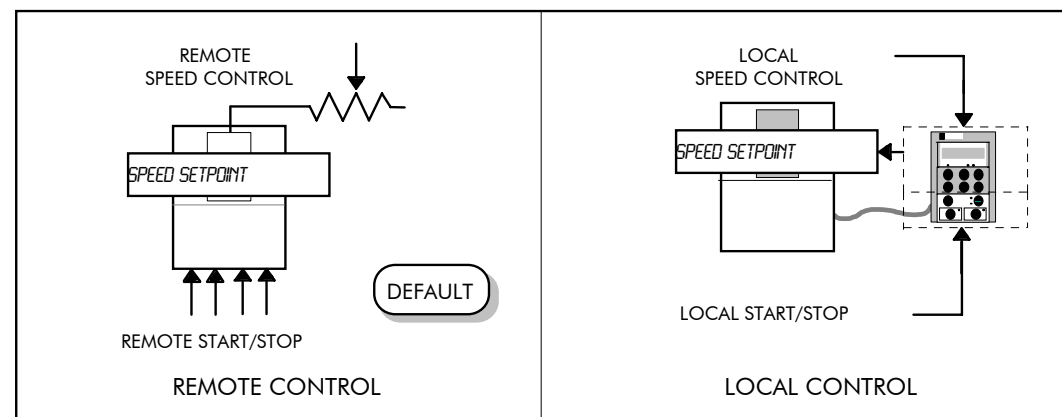 REMOTE
SPEED CONTROL
SPEED SETPOINT
DEFAULT
REMOTE START/STOP
REMOTE CONTROL
LOCAL
SPEED CONTROL
SPEED SETPOINT
LOCAL START/STOP
LOCAL CONTROL